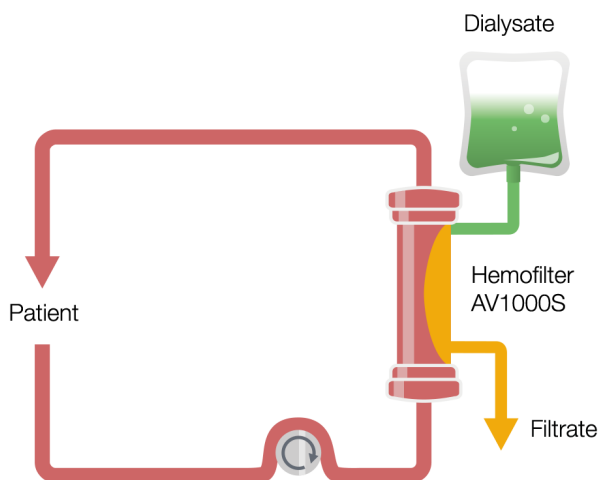 Dialysate
Hemofilter
AV1000S
Patient
Filtrate